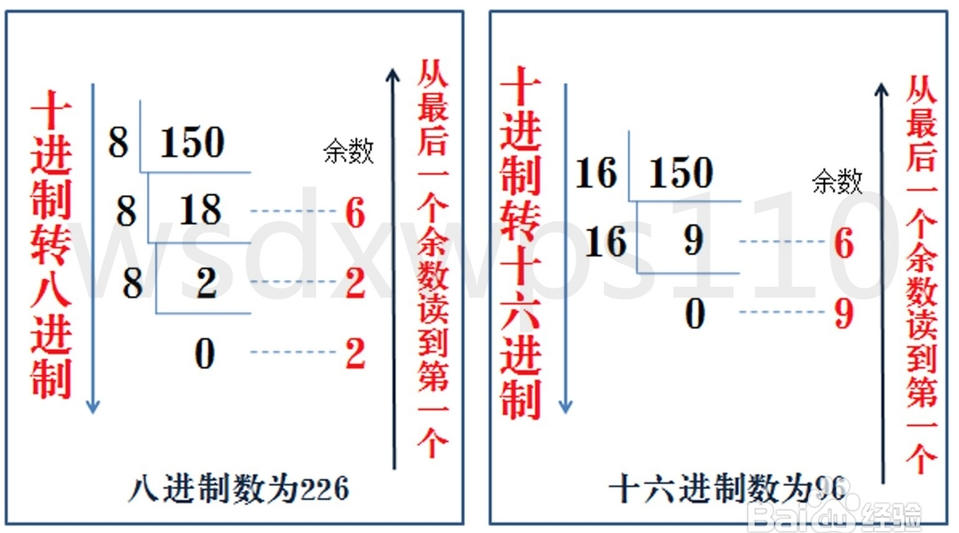 十进制转八进制
8 150
余数
8 18 6
8 2 2
0 2
从最后一个余数读到第一个
八进制数为226
十进制转十六进制
16 150
余数
16 9 6
0 9
从最后一个余数读到第一个
十六进制数为96
wsdxwps110
Baidu经验